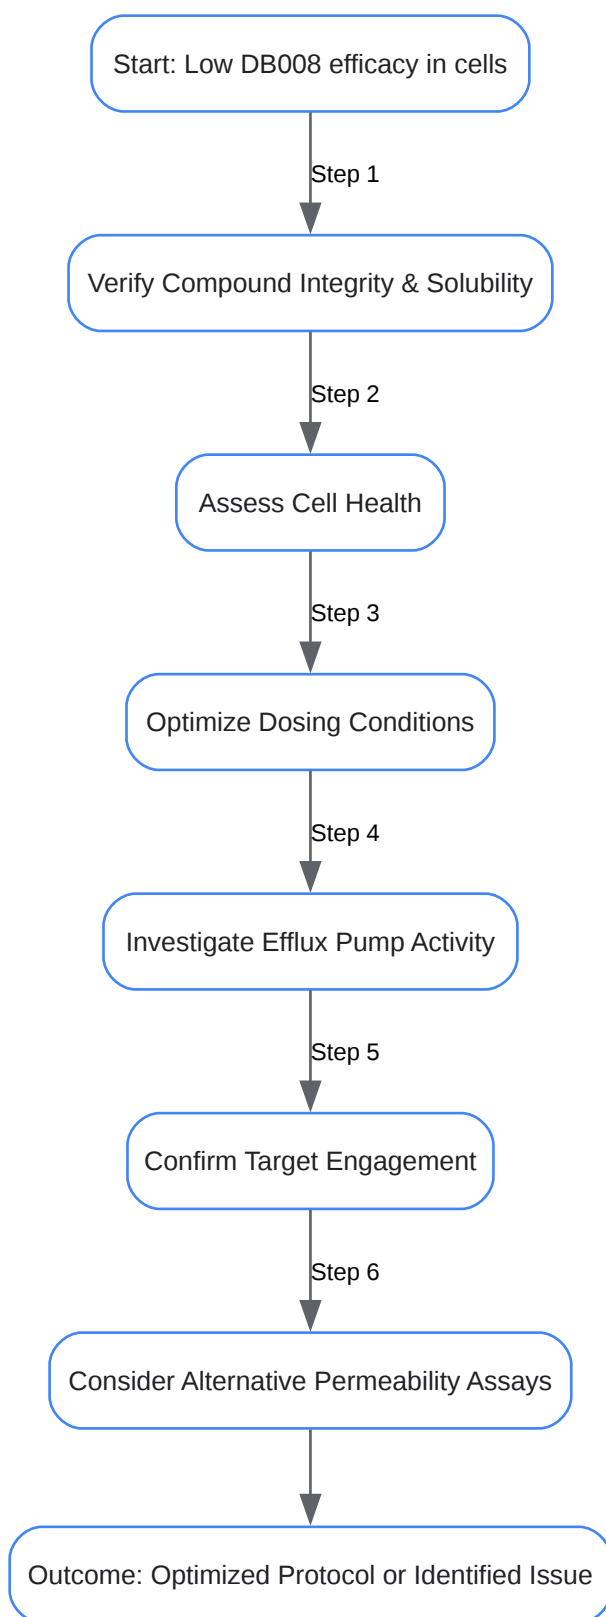 Start: Low DB008 efficacy in cells
Step 1
Verify Compound Integrity & Solubility
Step 2
Assess Cell Health
Step 3
Optimize Dosing Conditions
Step 4
Investigate Efflux Pump Activity
Step 5
Confirm Target Engagement
Step 6
Consider Alternative Permeability Assays
Outcome: Optimized Protocol or Identified Issue